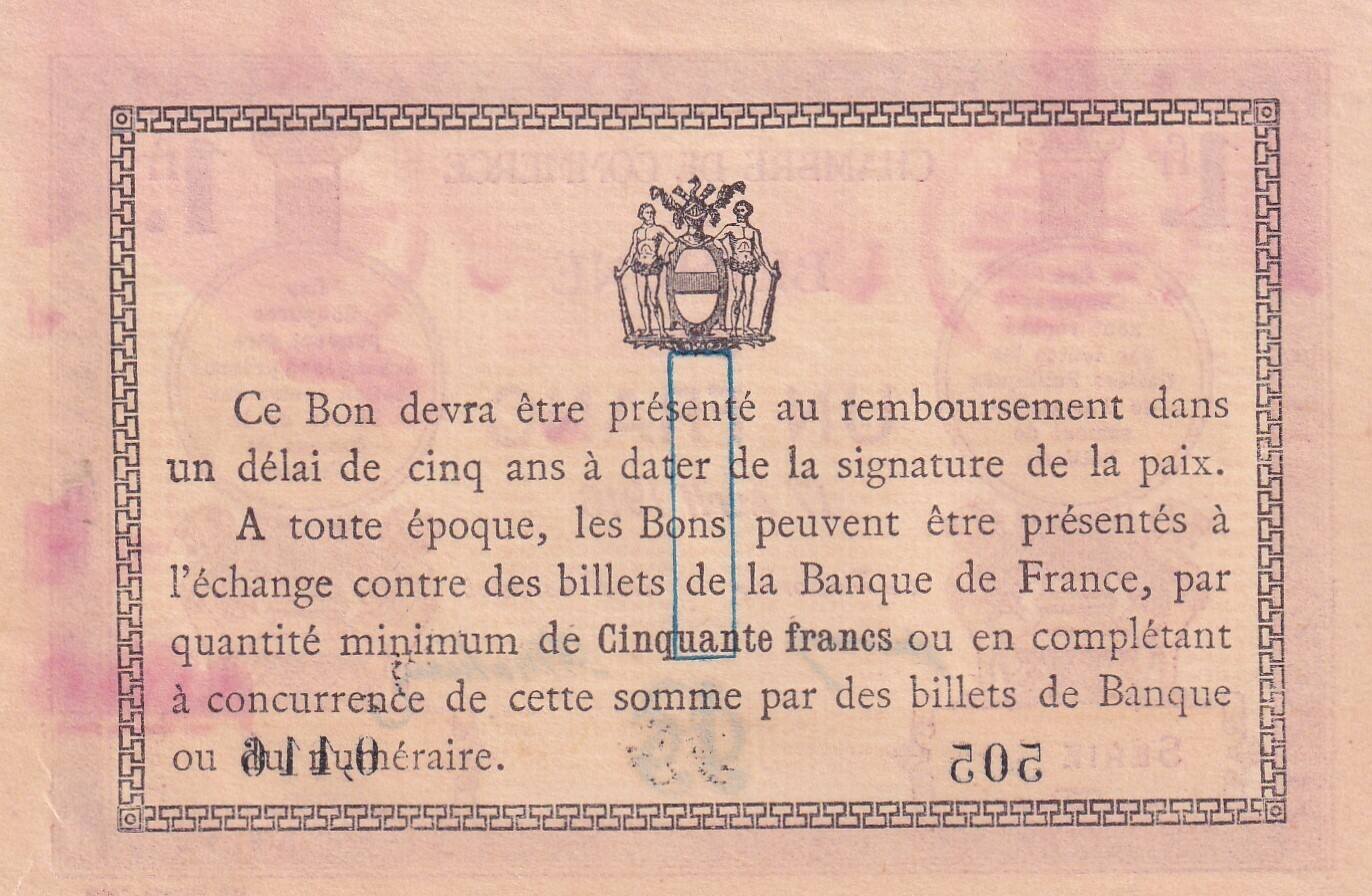 Ce Bon devra être présenté au remboursement dans
un délai de cinq ans à dater de la signature de la paix.
A toute époque, les Bons peuvent être présentés à
l'échange contre des billets de la Banque de France, par
quantité minimum de Cinquante francs ou en complétant
à concurrence de cette somme par des billets de Banque
ou du numéraire.
505